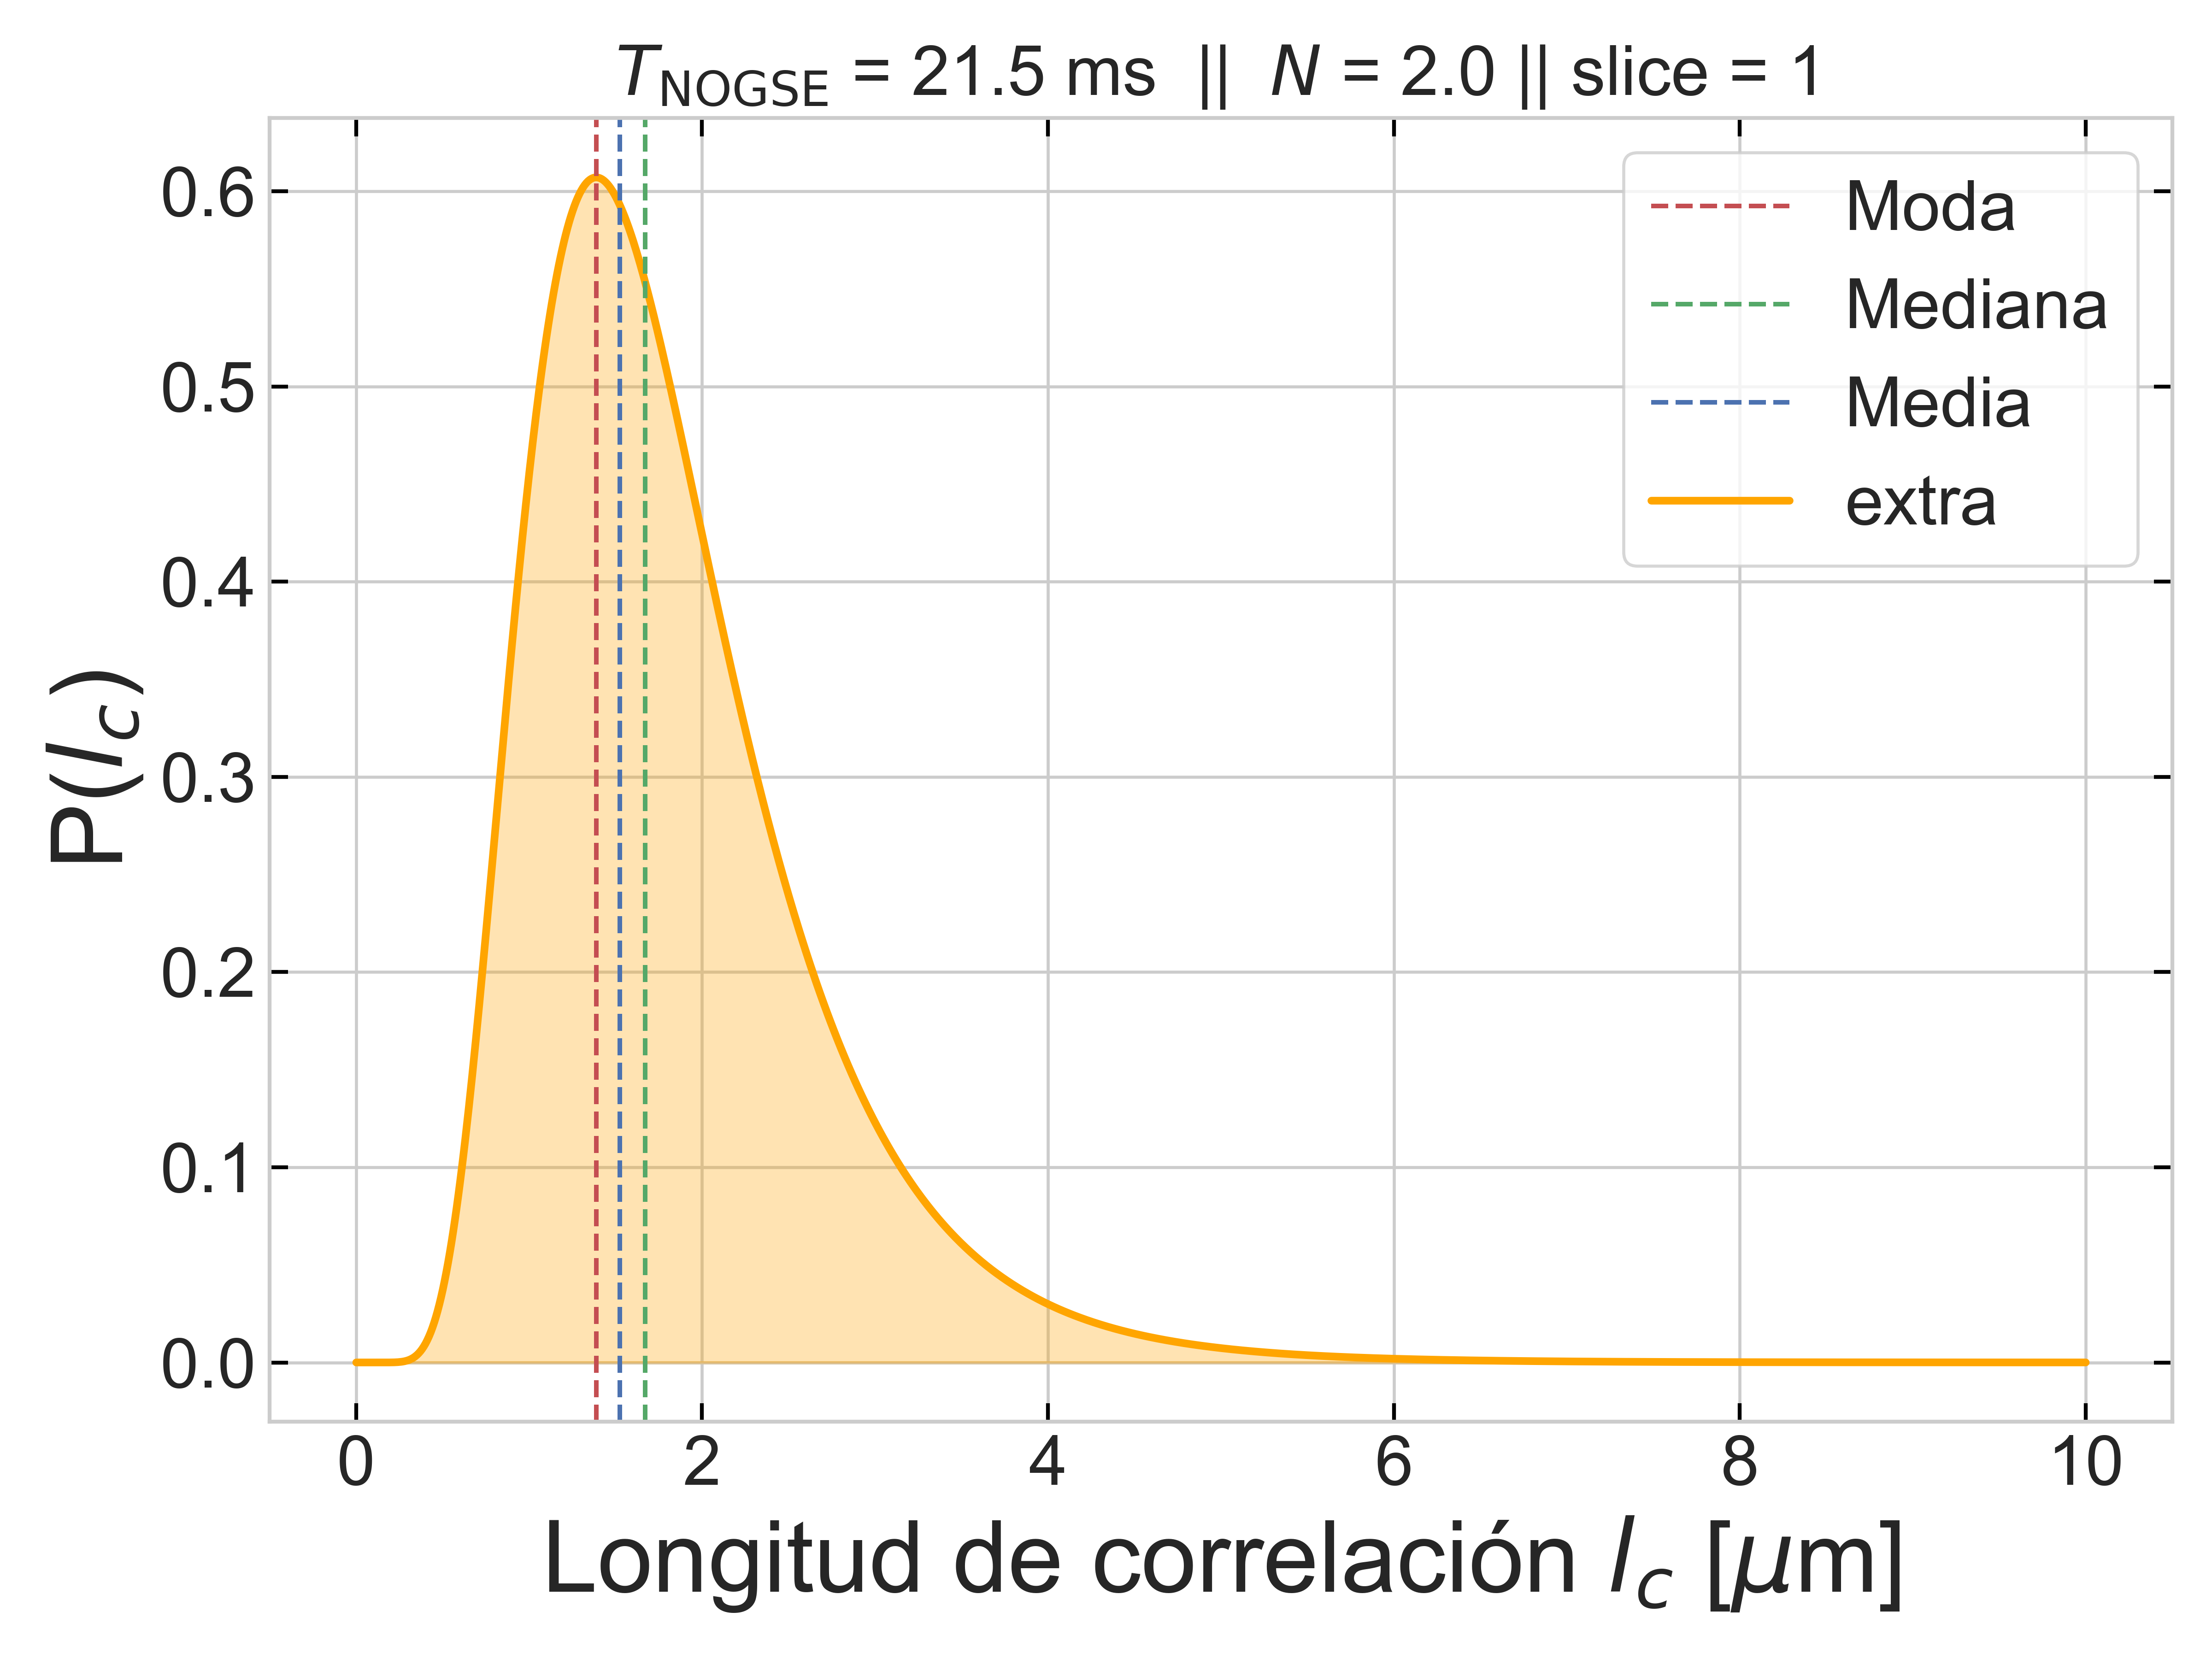 T_NOGSE = 21.5 ms || N = 2.0 || slice = 1
Moda
Mediana
Media
extra
P(l_c)
0.6
0.5
0.4
0.3
0.2
0.1
0.0
0 2 4 6 8 10
Longitud de correlación l_c [μm]